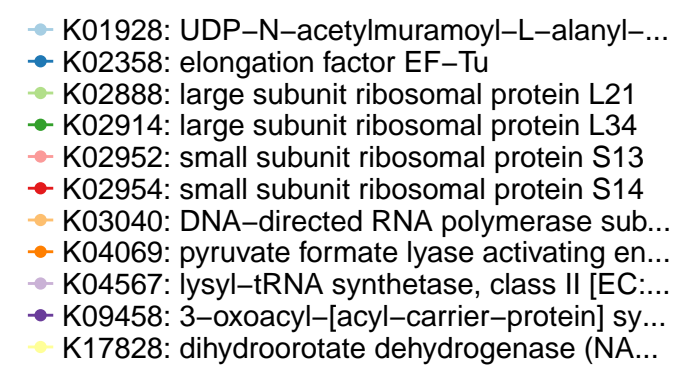 K01928: UDP−N−acetylmuramoyl−L−alanyl−...
K02358: elongation factor EF−Tu
K02888: large subunit ribosomal protein L21
K02914: large subunit ribosomal protein L34
K02952: small subunit ribosomal protein S13
K02954: small subunit ribosomal protein S14
K03040: DNA−directed RNA polymerase sub...
K04069: pyruvate formate lyase activating en...
K04567: lysyl−tRNA synthetase, class II [EC:...
K09458: 3−oxoacyl−[acyl−carrier−protein] sy...
K17828: dihydroorotate dehydrogenase (NA...